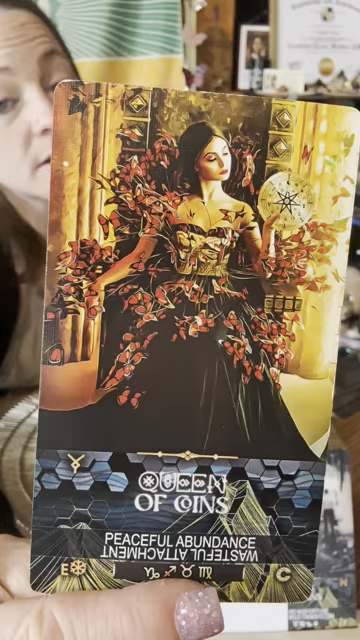 QUEEN
OF COINS
PEACEFUL ABUNDANCE
WASTEFUL ATTACHMENT
E
C